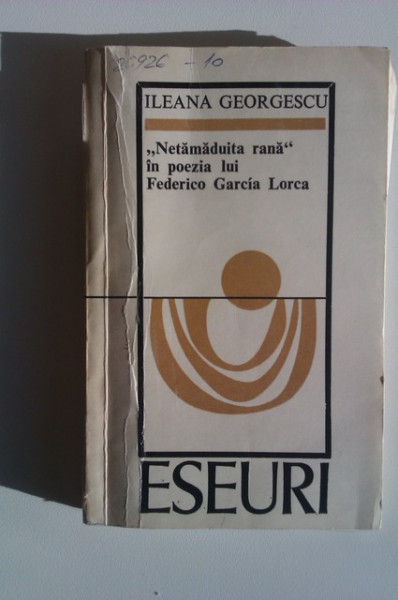 26926 - 10
ILEANA GEORGESCU
„Netămăduita rană“
în poezia lui
Federico García Lorca
ESEURI